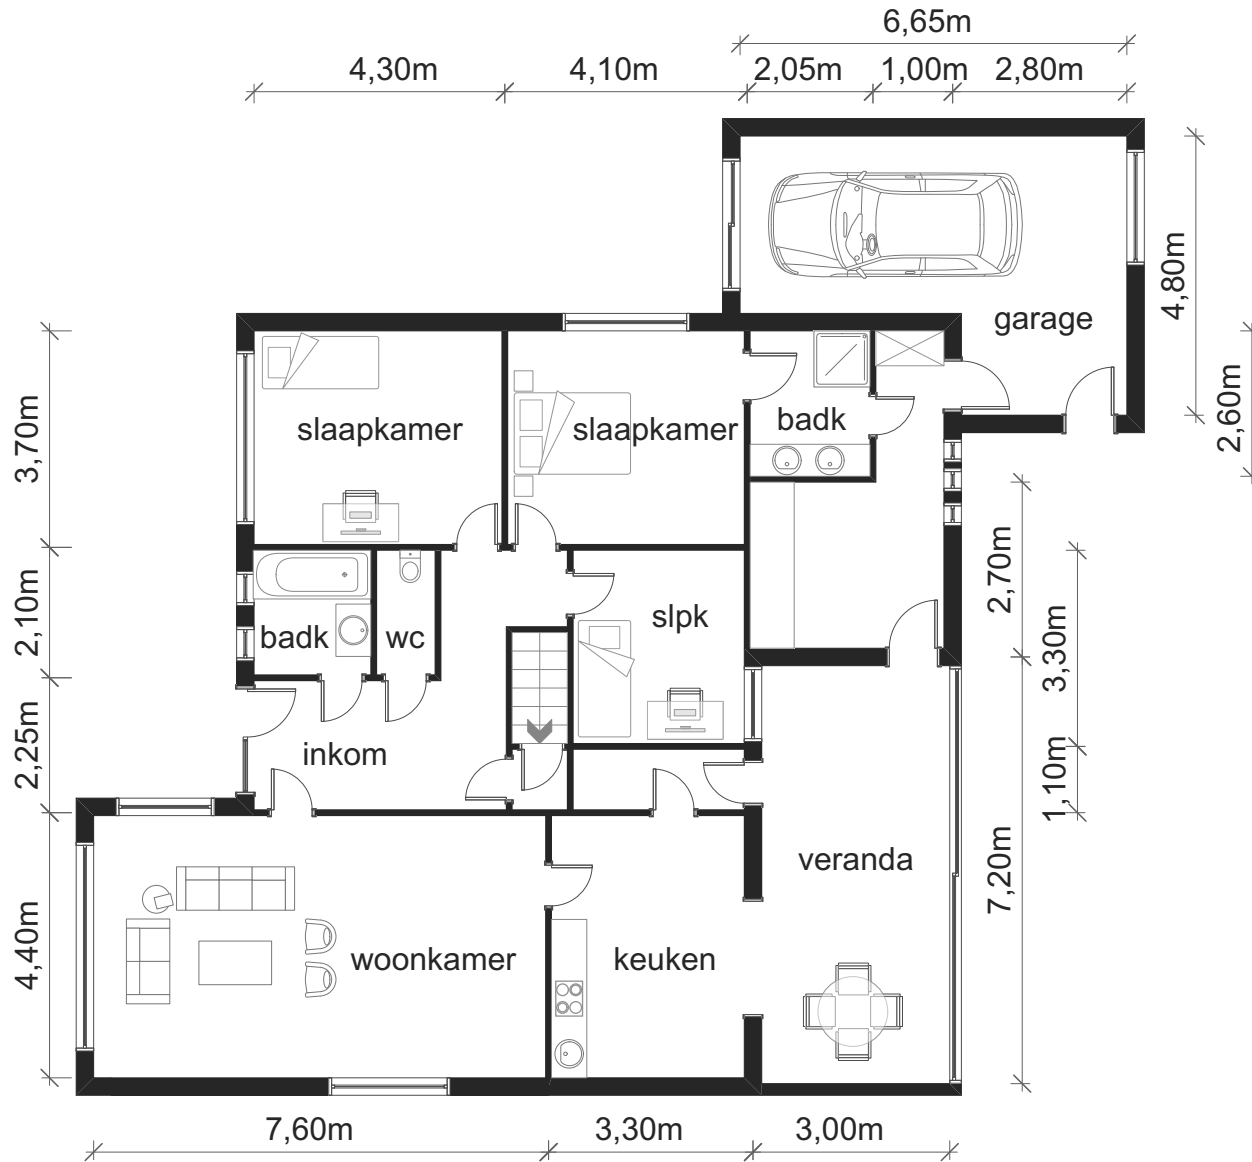 6,65m
4,30m 4,10m 2,05m 1,00m 2,80m
4,80m
garage
2,60m
3,70m
slaapkamer slaapkamer badk
2,70m
2,10m
badk wc slpk
3,30m
2,25m
inkom
1,10m
veranda
7,20m
4,40m
woonkamer keuken
7,60m 3,30m 3,00m